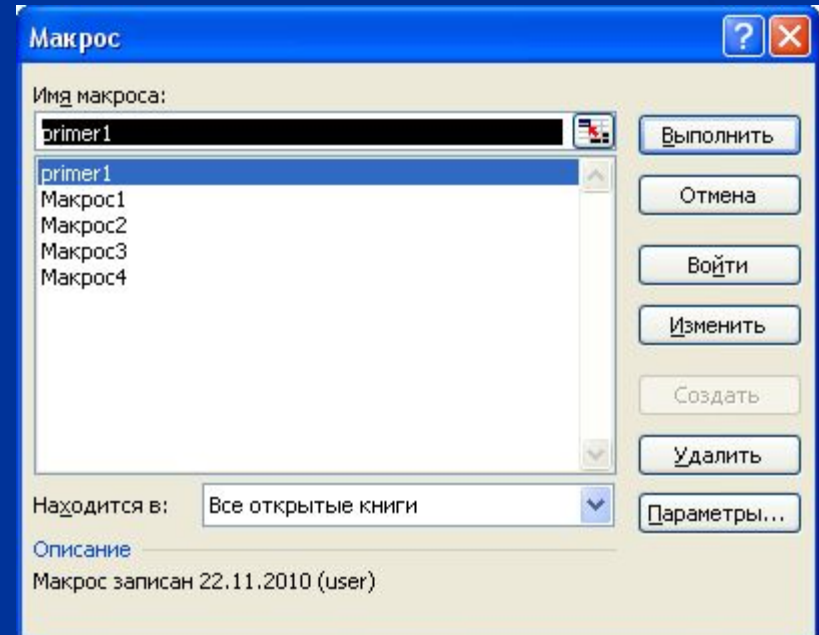 Макрос
Имя макроса:
primer1
primer1
Макрос1
Макрос2
Макрос3
Макрос4
Выполнить
Отмена
Войти
Изменить
Создать
Удалить
Параметры...
Находится в: Все открытые книги
Описание
Макрос записан 22.11.2010 (user)